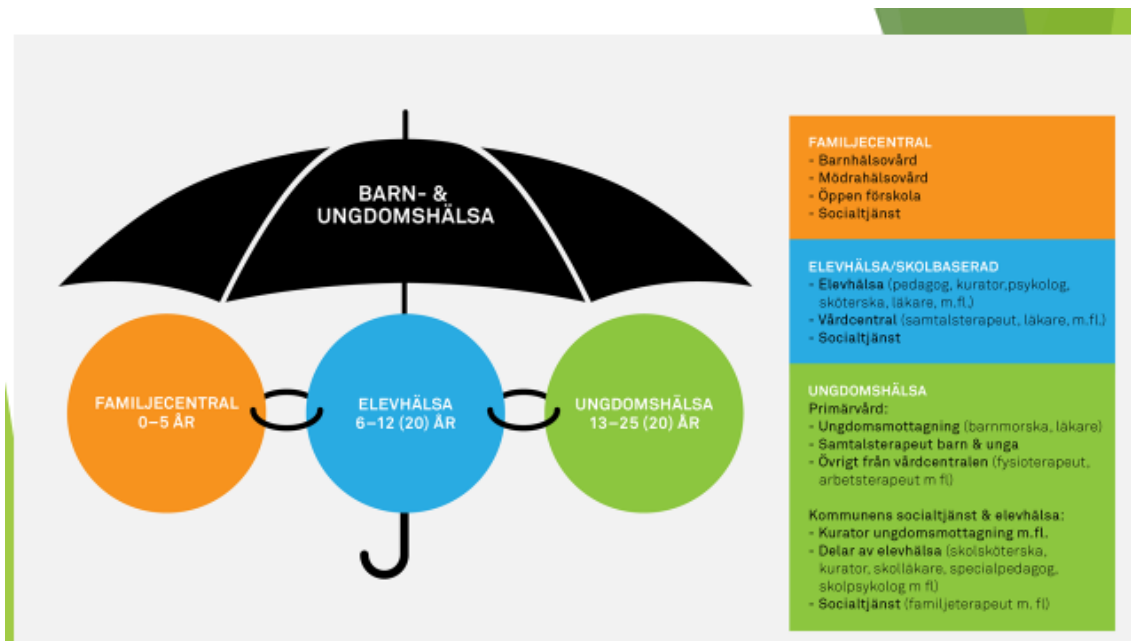 BARN- &
UNGDOMSHÄLSA
FAMILJECENTRAL
0–5 ÅR
ELEVHÄLSA
6–12 (20) ÅR
UNGDOMSHÄLSA
13–25 (20) ÅR
FAMILJECENTRAL
- Barnhälsovård
- Mödrahälsovård
- Öppen förskola
- Socialtjänst
ELEVHÄLSA/SKOLBASERAD
- Elevhälsa (pedagog, kurator,psykolog,
sköterska, läkare, m.fl.)
- Vårdcentral (samtalsterapeut, läkare, m.fl.)
- Socialtjänst
UNGDOMSHÄLSA
Primärvård:
- Ungdomsmottagning (barnmorska, läkare)
- Samtalsterapeut barn & unga
- Övrigt från vårdcentralen (fysioterapeut,
arbetsterapeut m fl)
Kommunens socialtjänst & elevhälsa:
- Kurator ungdomsmottagning m.fl.
- Delar av elevhälsa (skolsköterska,
kurator, skolläkare, specialpedagog,
skolpsykolog m fl)
- Socialtjänst (familjeterapeut m. fl)